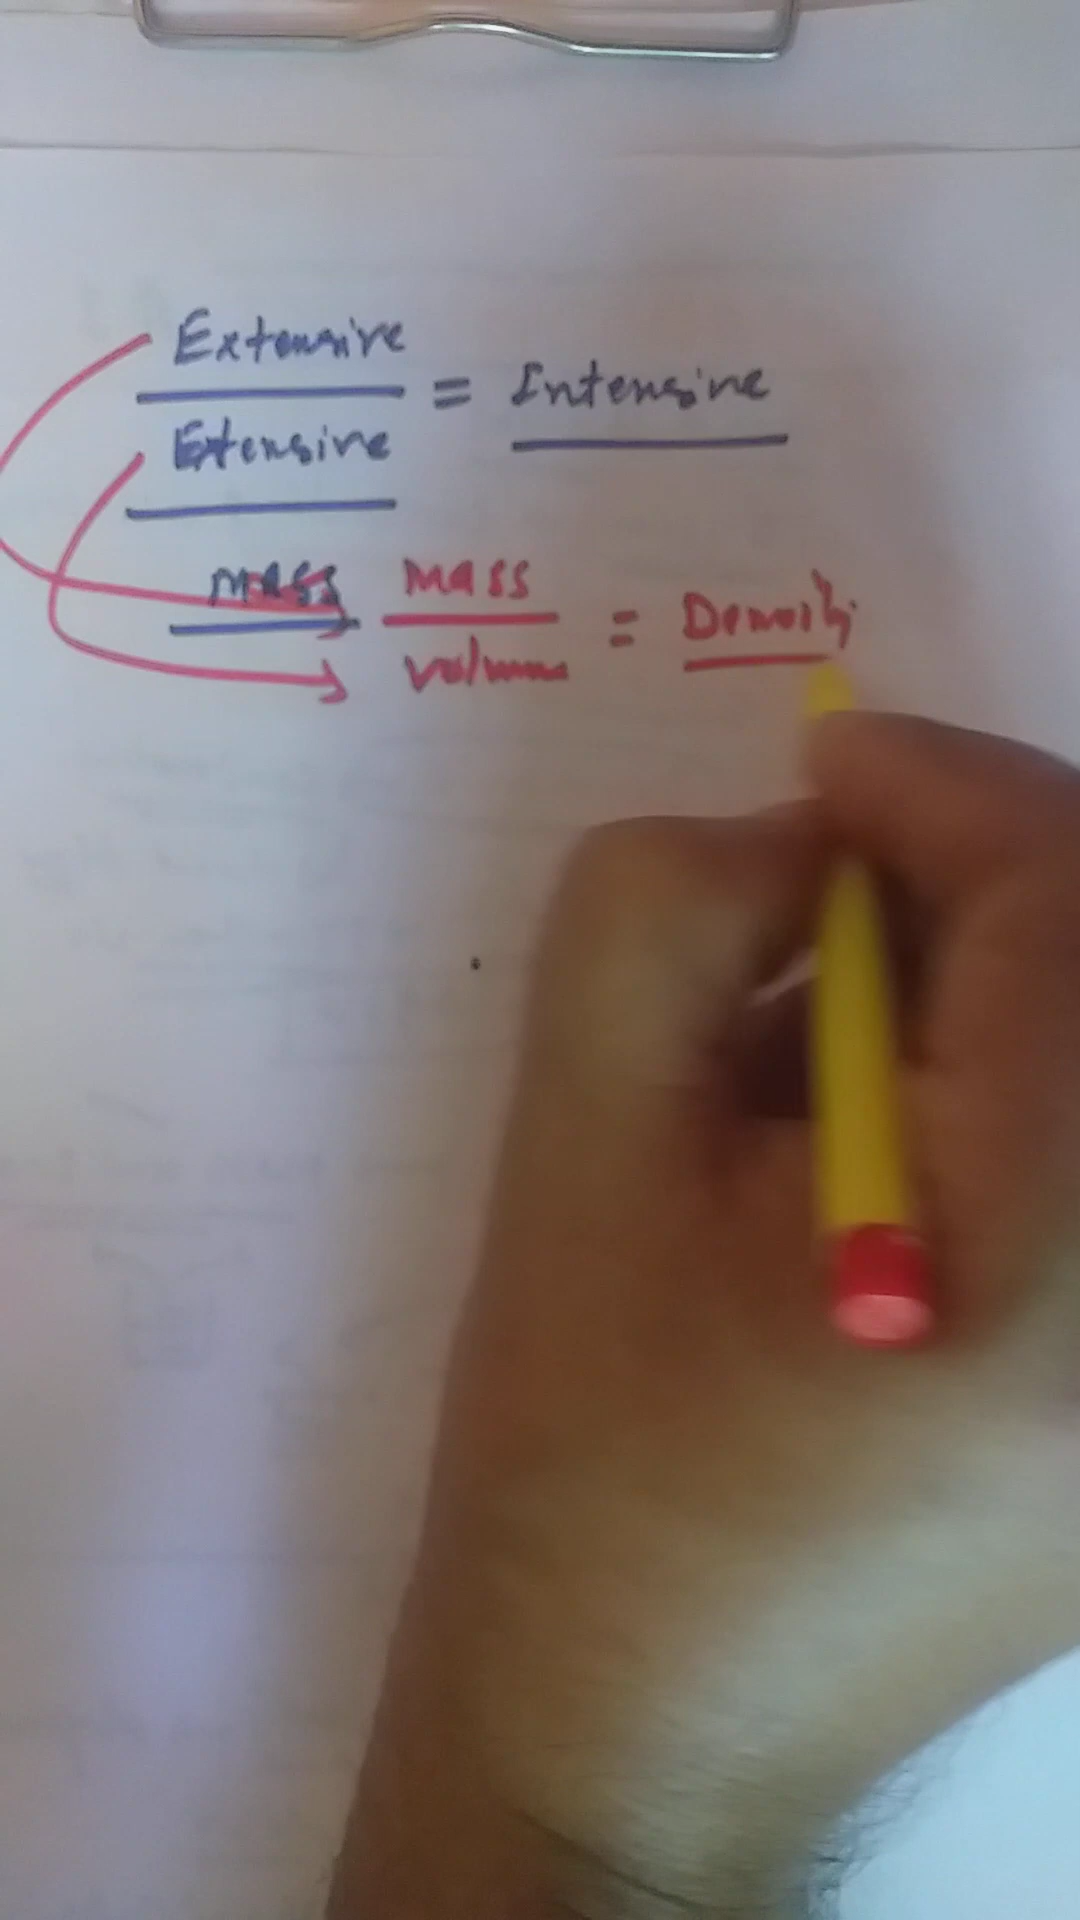 Extensive
= Intensive
Extensive
mass mass
= Density
volume